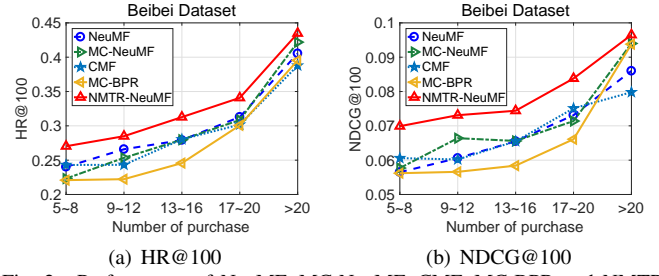 Beibei Dataset
HR@100
0.45
0.4
0.35
0.3
0.25
0.2
NeuMF
MC-NeuMF
CMF
MC-BPR
NMTR-NeuMF
5~8 9~12 13~16 17~20 >20
Number of purchase
(a) HR@100
Beibei Dataset
NDCG@100
0.1
0.09
0.08
0.07
0.06
0.05
NeuMF
MC-NeuMF
CMF
MC-BPR
NMTR-NeuMF
5~8 9~12 13~16 17~20 >20
Number of purchase
(b) NDCG@100